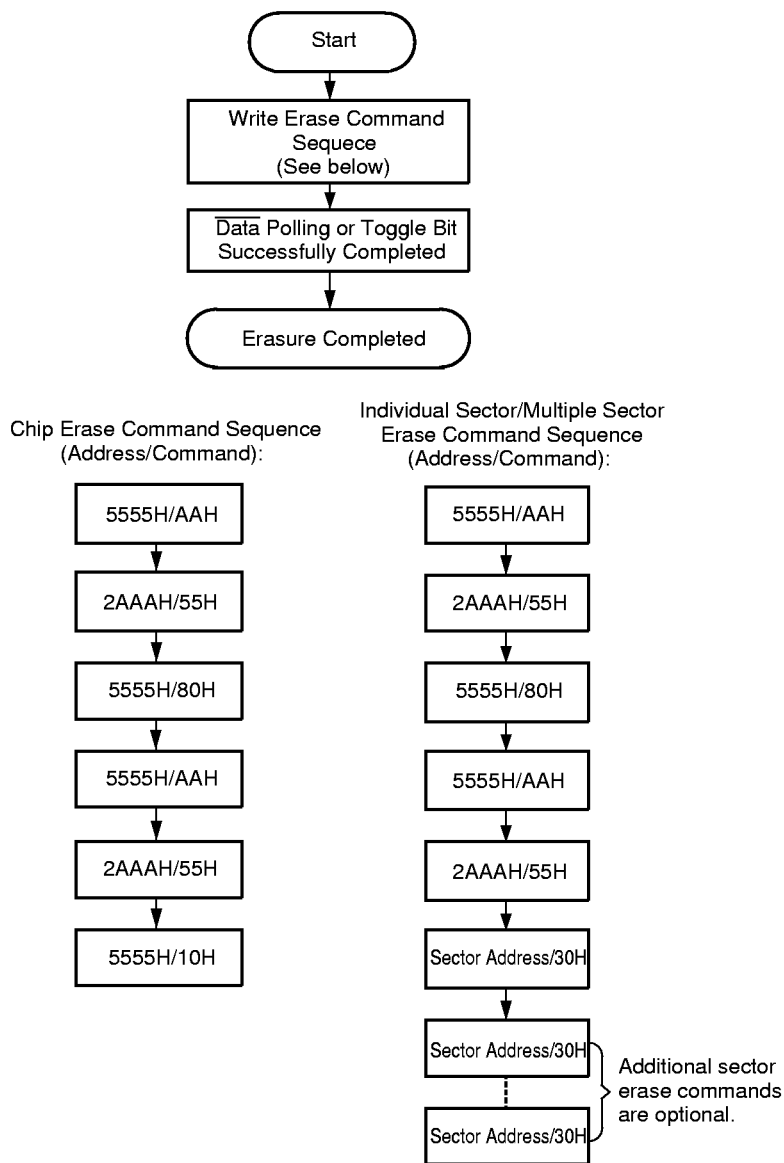 Start
Write Erase Command
Sequece
(See below)
Data Polling or Toggle Bit
Successfully Completed
Erasure Completed
Chip Erase Command Sequence
(Address/Command):
5555H/AAH
2AAAH/55H
5555H/80H
5555H/AAH
2AAAH/55H
5555H/10H
Individual Sector/Multiple Sector
Erase Command Sequence
(Address/Command):
5555H/AAH
2AAAH/55H
5555H/80H
5555H/AAH
2AAAH/55H
Sector Address/30H
Sector Address/30H
Sector Address/30H
Additional sector
erase commands
are optional.